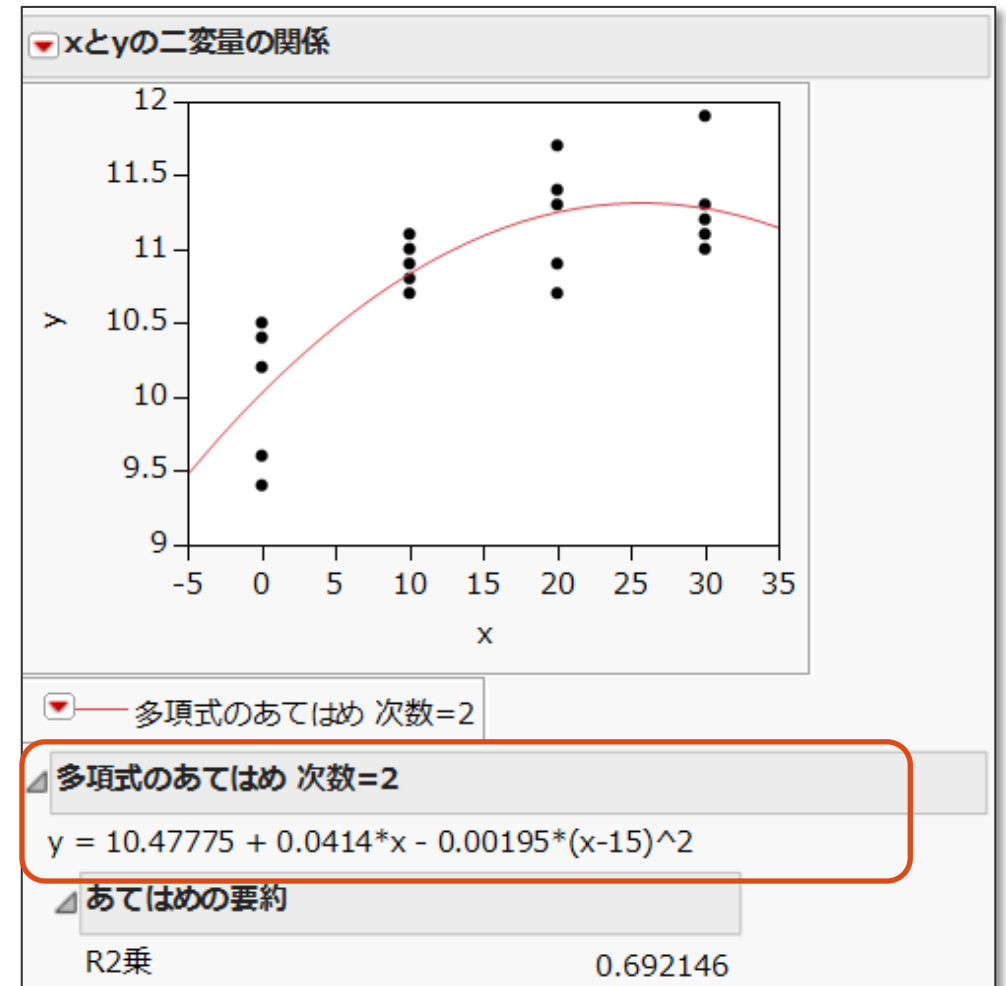 xとyの二変量の関係
12
11.5
11
10.5
10
9.5
9
y
-5 0 5 10 15 20 25 30 35
x
多項式のあてはめ 次数=2
多項式のあてはめ 次数=2
y = 10.47775 + 0.0414*x - 0.00195*(x-15)^2
あてはめの要約
R2乗 0.692146